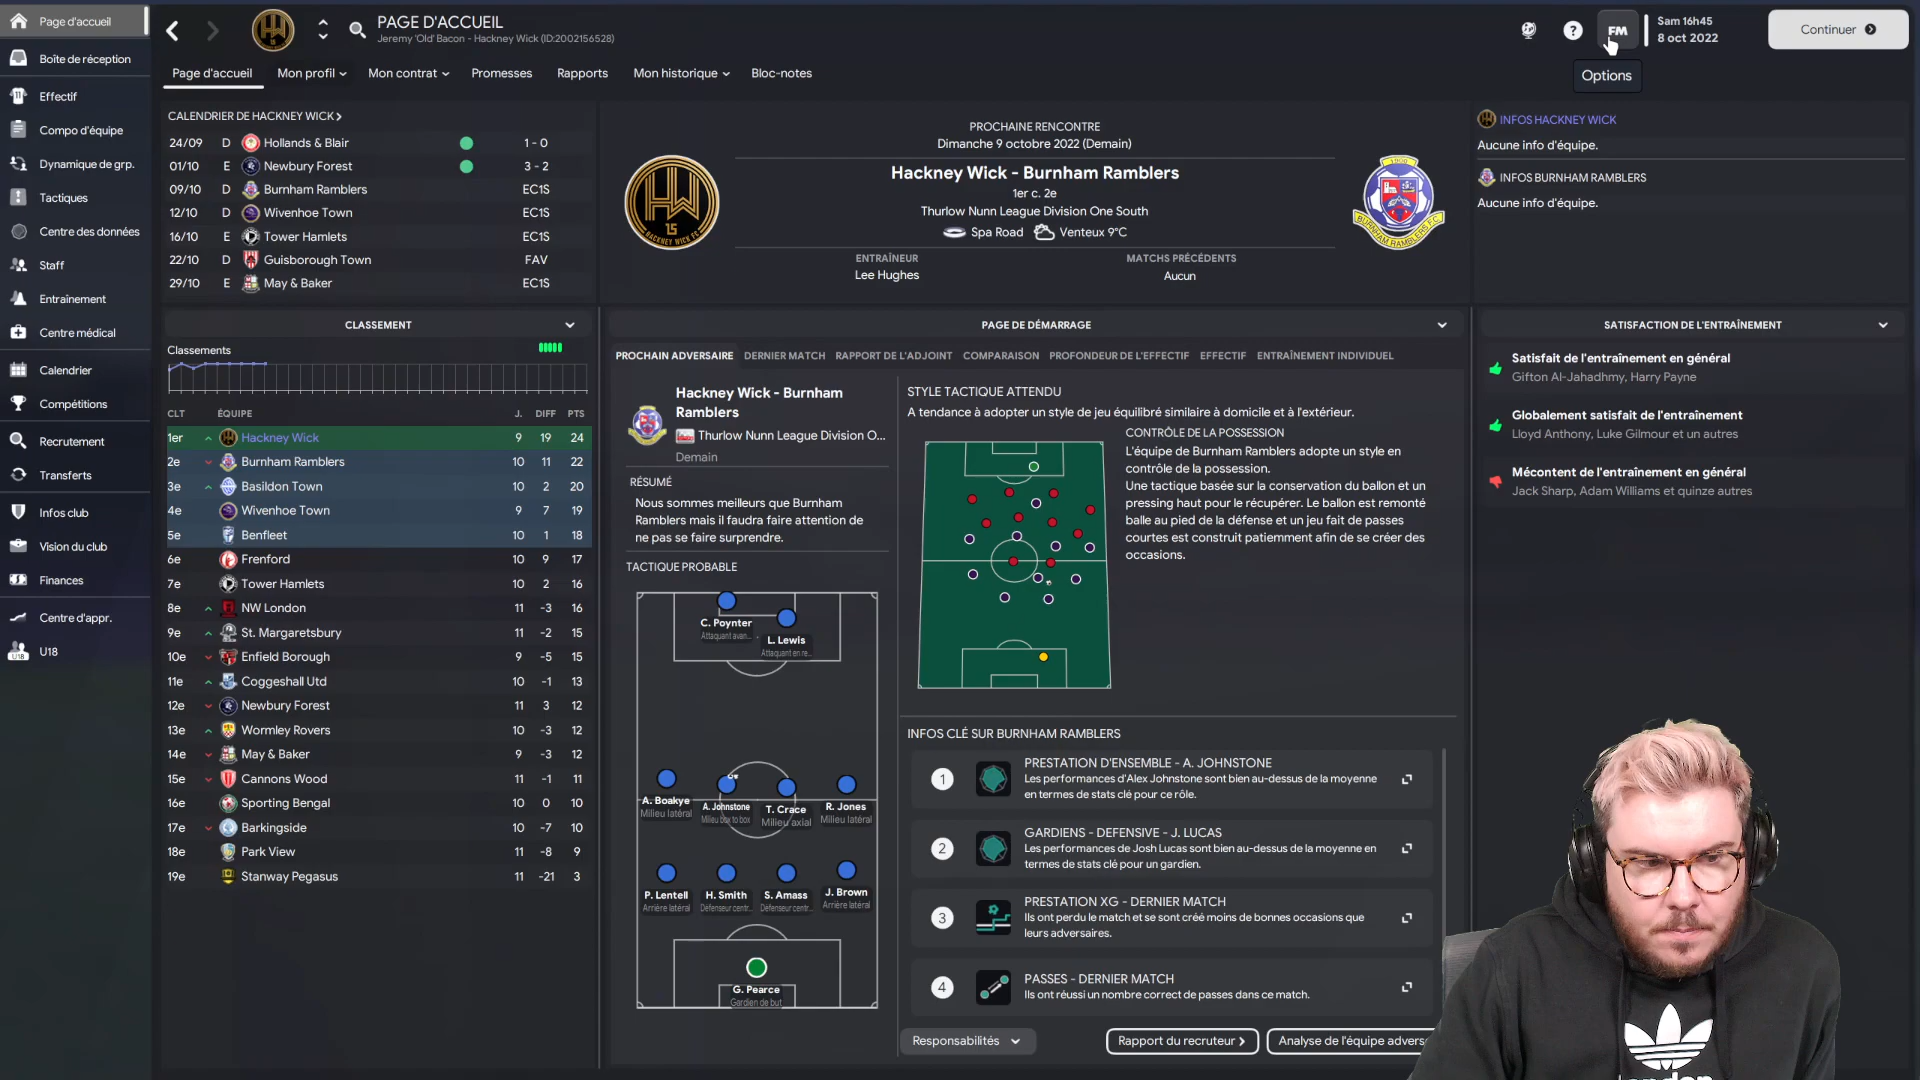 Page d'accueil
Boîte de réception
Effectif
Compo d'équipe
Dynamique de grp.
Tactiques
Centre des données
Staff
Entraînement
Centre médical
Calendrier
Compétitions
Recrutement
Transferts
Infos club
Vision du club
Finances
Centre d'appr.
U18
PAGE D'ACCUEIL
Jeremy 'Old' Bacon - Hackney Wick (ID:2002156528)
FM
Sam 16h45
8 oct 2022
Continuer
Options
Page d'accueil Mon profil Mon contrat Promesses Rapports Mon historique Bloc-notes
CALENDRIER DE HACKNEY WICK
24/09 D Hollands & Blair 1 - 0
01/10 E Newbury Forest 3 - 2
09/10 D Burnham Ramblers EC1S
12/10 D Wivenhoe Town EC1S
16/10 E Tower Hamlets EC1S
22/10 D Guisborough Town FAV
29/10 E May & Baker EC1S
PROCHAINE RENCONTRE
Dimanche 9 octobre 2022 (Demain)
Hackney Wick - Burnham Ramblers
1er c. 2e
Thurlow Nunn League Division One South
Spa Road Venteux 9°C
ENTRAÎNEUR MATCHS PRÉCÉDENTS
Lee Hughes Aucun
INFOS HACKNEY WICK
Aucune info d'équipe.
INFOS BURNHAM RAMBLERS
Aucune info d'équipe.
CLASSEMENT
Classements
CLT ÉQUIPE J. DIFF PTS
1er Hackney Wick 9 19 24
2e Burnham Ramblers 10 11 22
3e Basildon Town 10 2 20
4e Wivenhoe Town 9 7 19
5e Benfleet 10 1 18
6e Frenford 10 9 17
7e Tower Hamlets 10 2 16
8e NW London 11 -3 16
9e St. Margaretsbury 11 -2 15
10e Enfield Borough 9 -5 15
11e Coggeshall Utd 10 -1 13
12e Newbury Forest 11 3 12
13e Wormley Rovers 10 -3 12
14e May & Baker 9 -3 12
15e Cannons Wood 11 -1 11
16e Sporting Bengal 10 0 10
17e Barkingside 10 -7 10
18e Park View 11 -8 9
19e Stanway Pegasus 11 -21 3
PAGE DE DÉMARRAGE
PROCHAIN ADVERSAIRE DERNIER MATCH RAPPORT DE L'ADJOINT COMPARAISON PROFONDEUR DE L'EFFECTIF EFFECTIF ENTRAÎNEMENT INDIVIDUEL
Hackney Wick - Burnham
Ramblers
Thurlow Nunn League Division O...
Demain
RÉSUMÉ
Nous sommes meilleurs que Burnham
Ramblers mais il faudra faire attention de
ne pas se faire surprendre.
TACTIQUE PROBABLE
C. Poynter
Attaquant avan...
L. Lewis
Attaquant en re...
A. Boakye
Milieu latéral
A. Johnstone
Milieu box to box
T. Crace
Milieu axial
R. Jones
Milieu latéral
P. Lentell
Arrière latéral
H. Smith
Défenseur centr...
S. Amass
Défenseur centr...
J. Brown
Arrière latéral
G. Pearce
Gardien de but
STYLE TACTIQUE ATTENDU
A tendance à adopter un style de jeu équilibré similaire à domicile et à l'extérieur.
CONTRÔLE DE LA POSSESSION
L'équipe de Burnham Ramblers adopte un style en
contrôle de la possession.
Une tactique basée sur la conservation du ballon et un
pressing haut pour le récupérer. Le ballon est remonté
balle au pied de la défense et un jeu fait de passes
courtes est construit patiemment afin de se créer des
occasions.
INFOS CLÉ SUR BURNHAM RAMBLERS
1 PRESTATION D'ENSEMBLE - A. JOHNSTONE
Les performances d'Alex Johnstone sont bien au-dessus de la moyenne
en termes de stats clé pour ce rôle.
2 GARDIENS - DEFENSIVE - J. LUCAS
Les performances de Josh Lucas sont bien au-dessus de la moyenne en
termes de stats clé pour un gardien.
3 PRESTATION XG - DERNIER MATCH
Ils ont perdu le match et se sont créé moins de bonnes occasions que
leurs adversaires.
4 PASSES - DERNIER MATCH
Ils ont réussi un nombre correct de passes dans ce match.
Responsabilités
Rapport du recruteur
Analyse de l'équipe advers
SATISFACTION DE L'ENTRAÎNEMENT
Satisfait de l'entraînement en général
Gifton Al-Jahadhmy, Harry Payne
Globalement satisfait de l'entraînement
Lloyd Anthony, Luke Gilmour et un autres
Mécontent de l'entraînement en général
Jack Sharp, Adam Williams et quinze autres